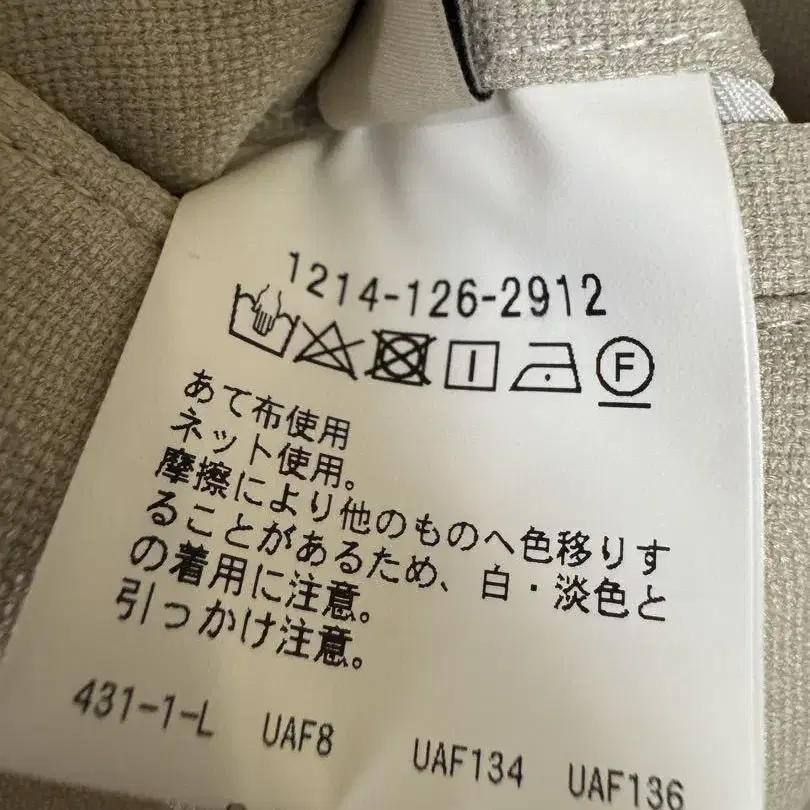 1214-126-2912
F
あて布使用
ネット使用。
摩擦により他のものへ色移りす
ることがあるため、白・淡色と
の着用に注意。
引っかけ注意。
431-1-L UAF8 UAF134 UAF136